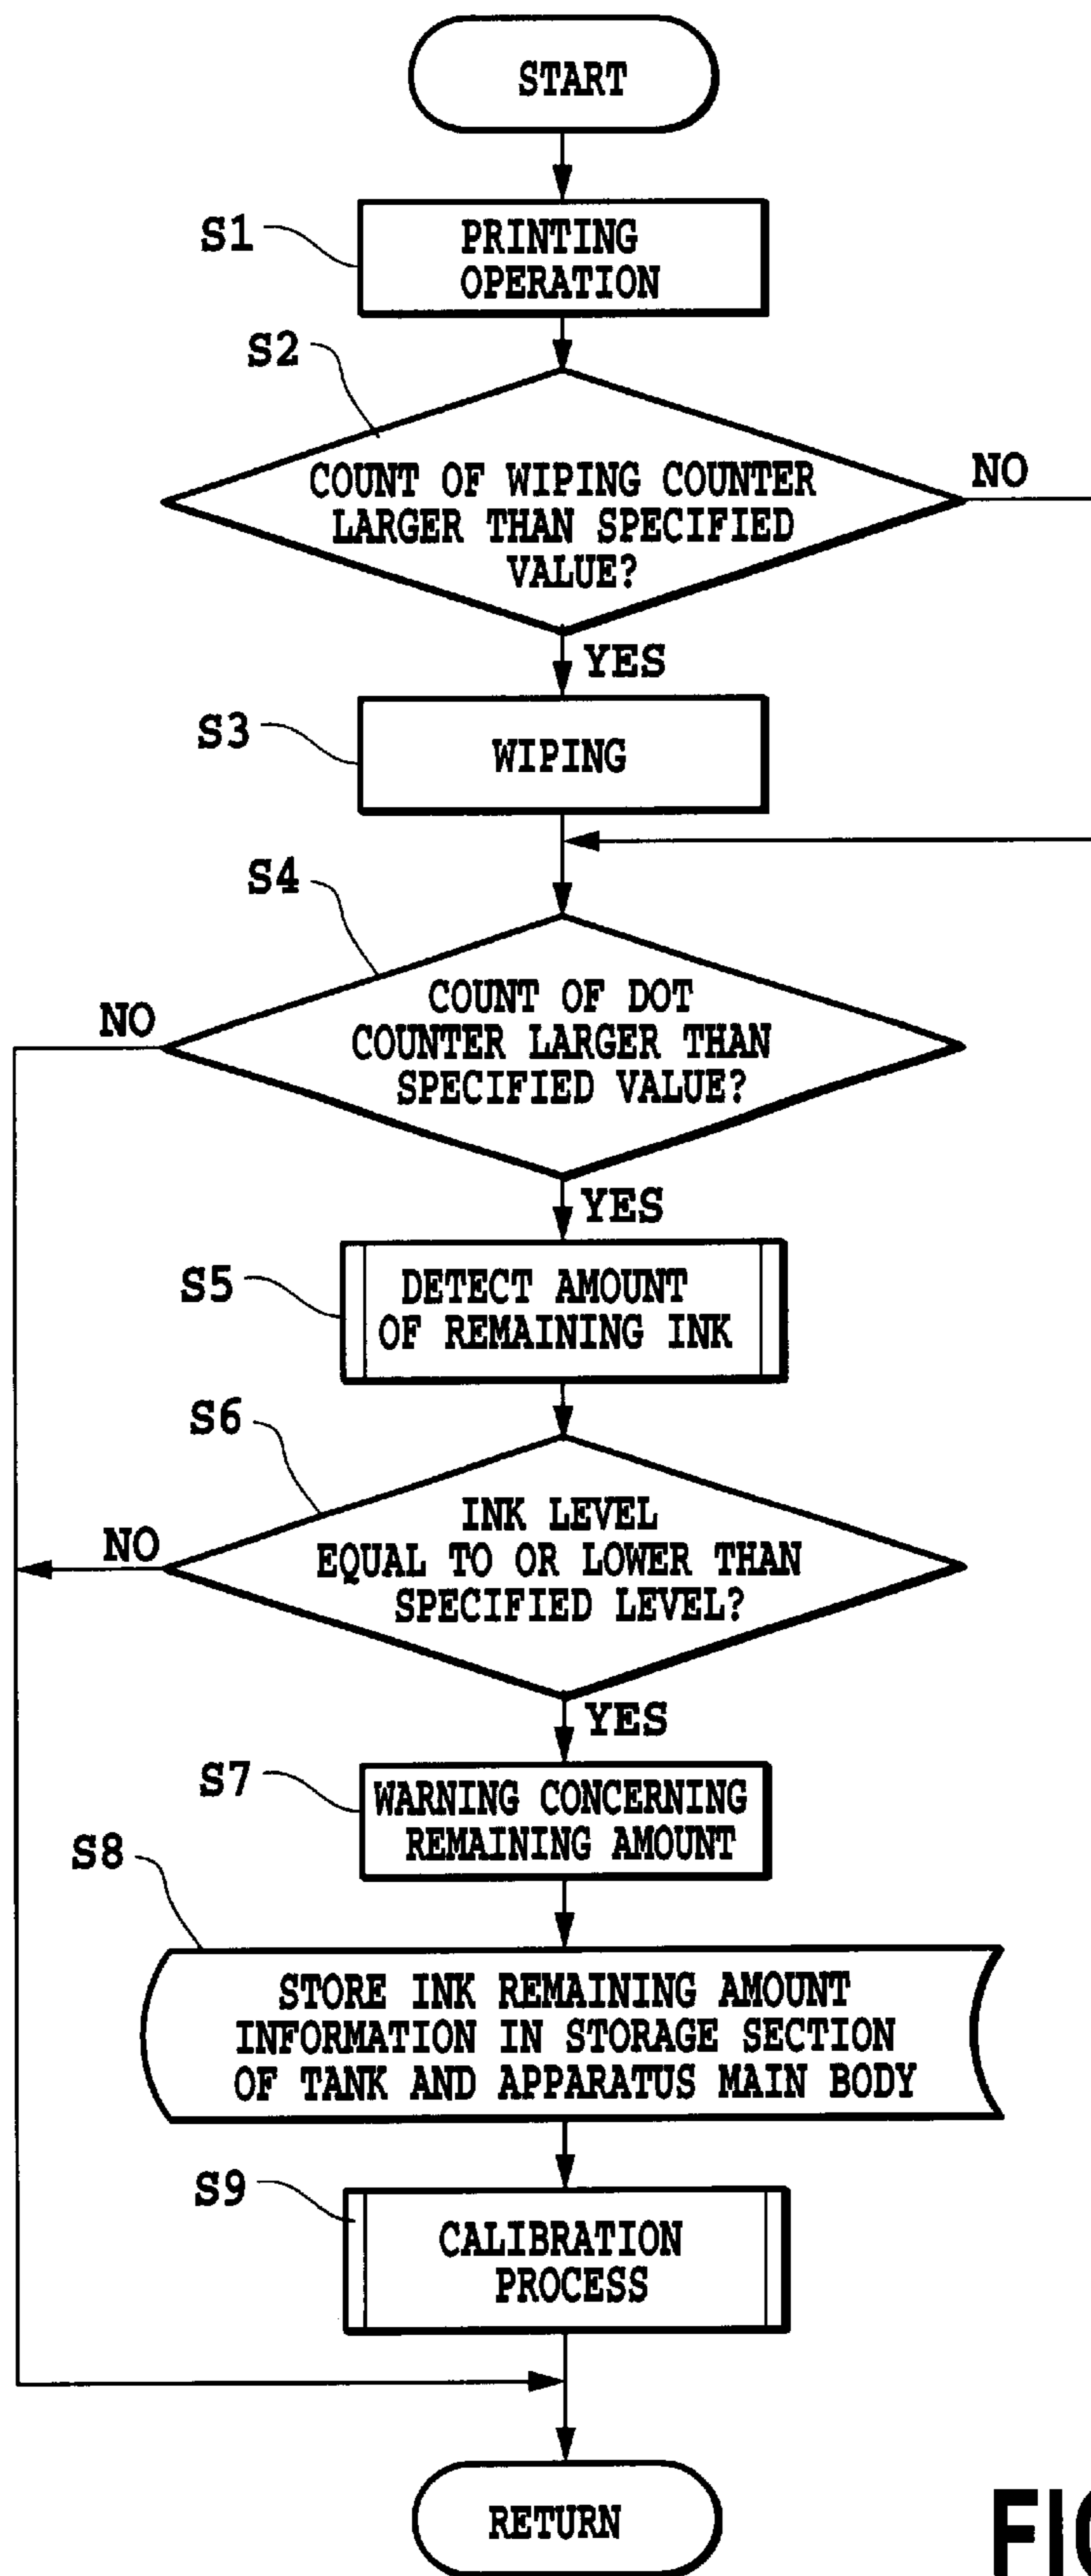 START
S1
PRINTING
OPERATION
S2
COUNT OF WIPING COUNTER
LARGER THAN SPECIFIED
VALUE?
NO
YES
S3
WIPING
S4
COUNT OF DOT
COUNTER LARGER THAN
SPECIFIED VALUE?
NO
YES
S5
DETECT AMOUNT
OF REMAINING INK
S6
INK LEVEL
EQUAL TO OR LOWER THAN
SPECIFIED LEVEL?
NO
YES
S7
WARNING CONCERNING
REMAINING AMOUNT
S8
STORE INK REMAINING AMOUNT
INFORMATION IN STORAGE SECTION
OF TANK AND APPARATUS MAIN BODY
S9
CALIBRATION
PROCESS
RETURN